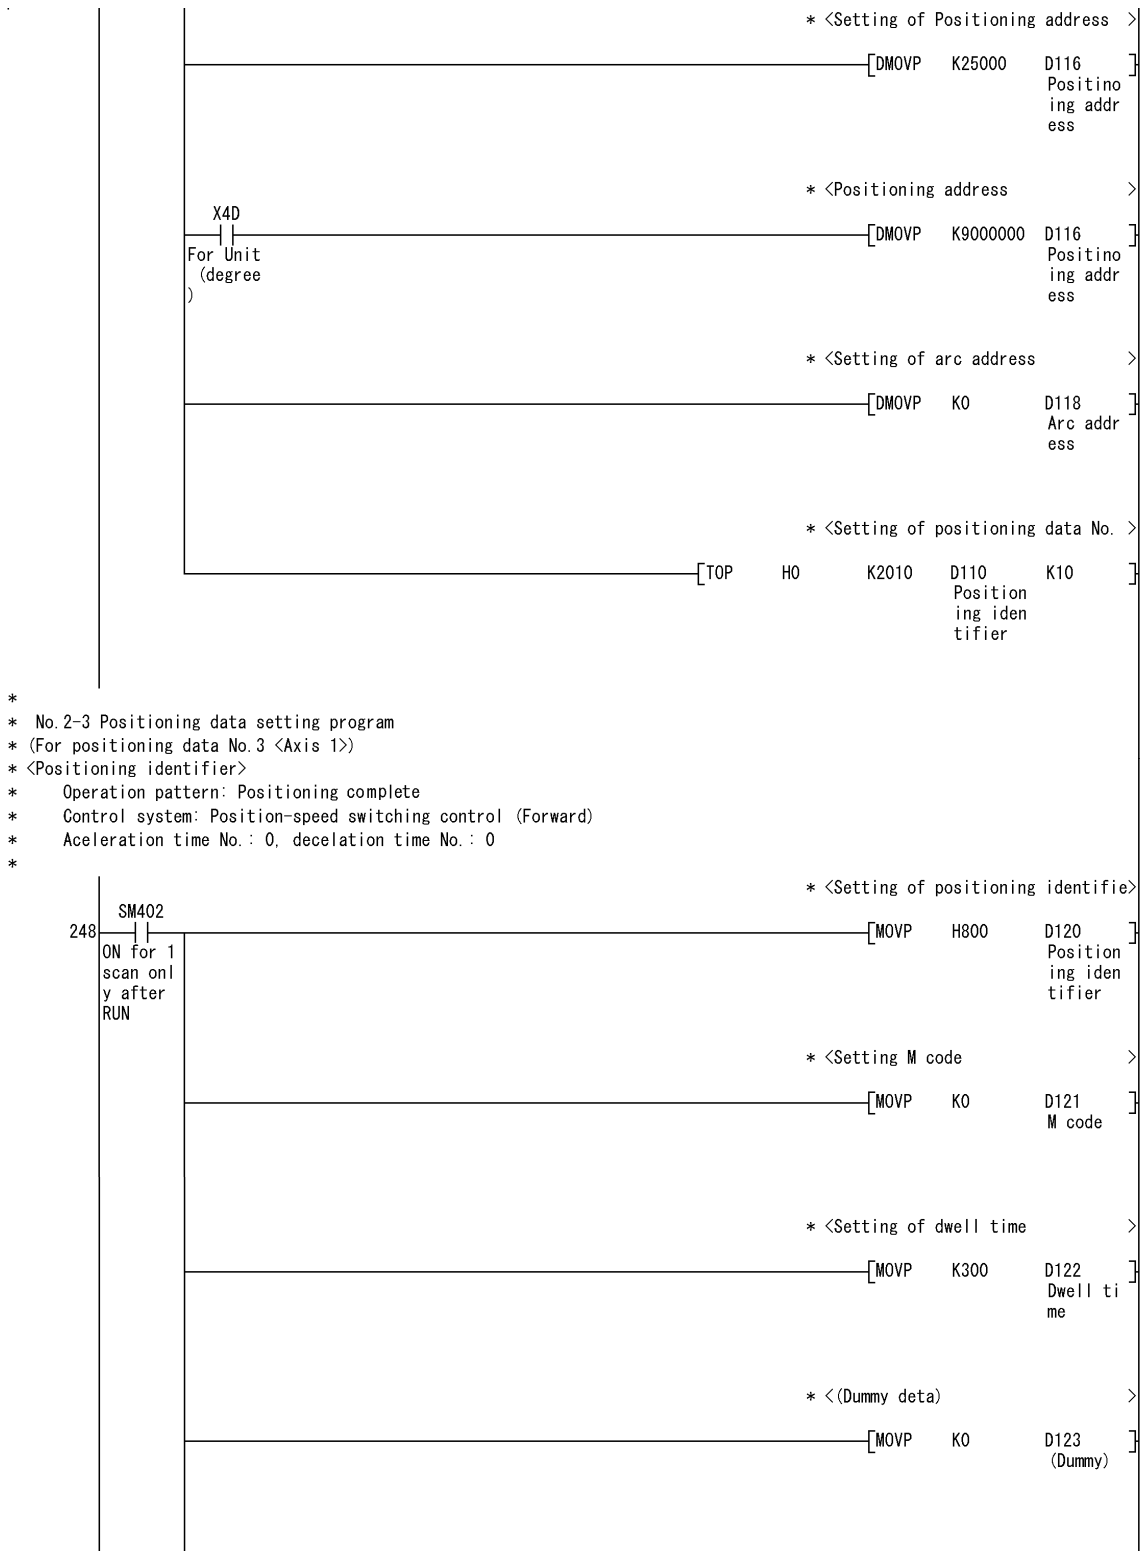 * <Setting of Positioning address >
DMOVP K25000 D116
Positino
ing addr
ess
* <Positioning address >
X4D
DMOVP K9000000 D116
For Unit
(degree
)
Positino
ing addr
ess
* <Setting of arc address >
DMOVP K0 D118
Arc addr
ess
* <Setting of positioning data No. >
TOP H0 K2010 D110 K10
Position
ing iden
tifier
*
* No.2-3 Positioning data setting program
* (For positioning data No.3 <Axis 1>)
* <Positioning identifier>
* Operation pattern: Positioning complete
* Control system: Position-speed switching control (Forward)
* Aceleration time No.: 0, decelation time No.: 0
*
* <Setting of positioning identifie>
SM402
248 MOVP H800 D120
ON for 1
scan onl
y after
RUN
Position
ing iden
tifier
* <Setting M code >
MOVP K0 D121
M code
* <Setting of dwell time >
MOVP K300 D122
Dwell ti
me
* <(Dummy deta) >
MOVP K0 D123
(Dummy)